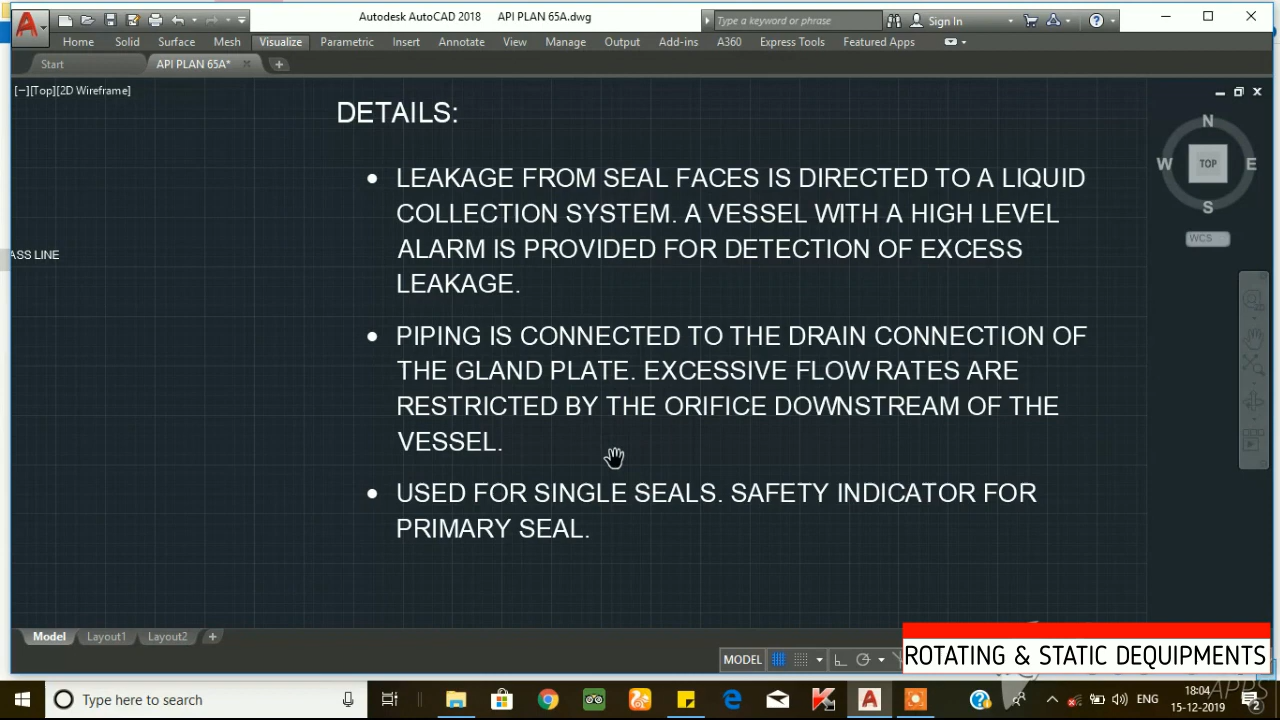 Autodesk AutoCAD 2018 API PLAN 65A.dwg
Type a keyword or phrase
Sign In
Home Solid Surface Mesh Visualize Parametric Insert Annotate View Manage Output Add-ins A360 Express Tools Featured Apps
Start API PLAN 65A*
[−][Top][2D Wireframe]
DETAILS:
N
W TOP E
S
WCS
• LEAKAGE FROM SEAL FACES IS DIRECTED TO A LIQUID
COLLECTION SYSTEM. A VESSEL WITH A HIGH LEVEL
ALARM IS PROVIDED FOR DETECTION OF EXCESS
LEAKAGE.
ASS LINE
• PIPING IS CONNECTED TO THE DRAIN CONNECTION OF
THE GLAND PLATE. EXCESSIVE FLOW RATES ARE
RESTRICTED BY THE ORIFICE DOWNSTREAM OF THE
VESSEL.
• USED FOR SINGLE SEALS. SAFETY INDICATOR FOR
PRIMARY SEAL.
Model Layout1 Layout2
MODEL
ROTATING & STATIC DEQUIPMENTS
Type here to search
ENG
18:04
15-12-2019
2
APPS